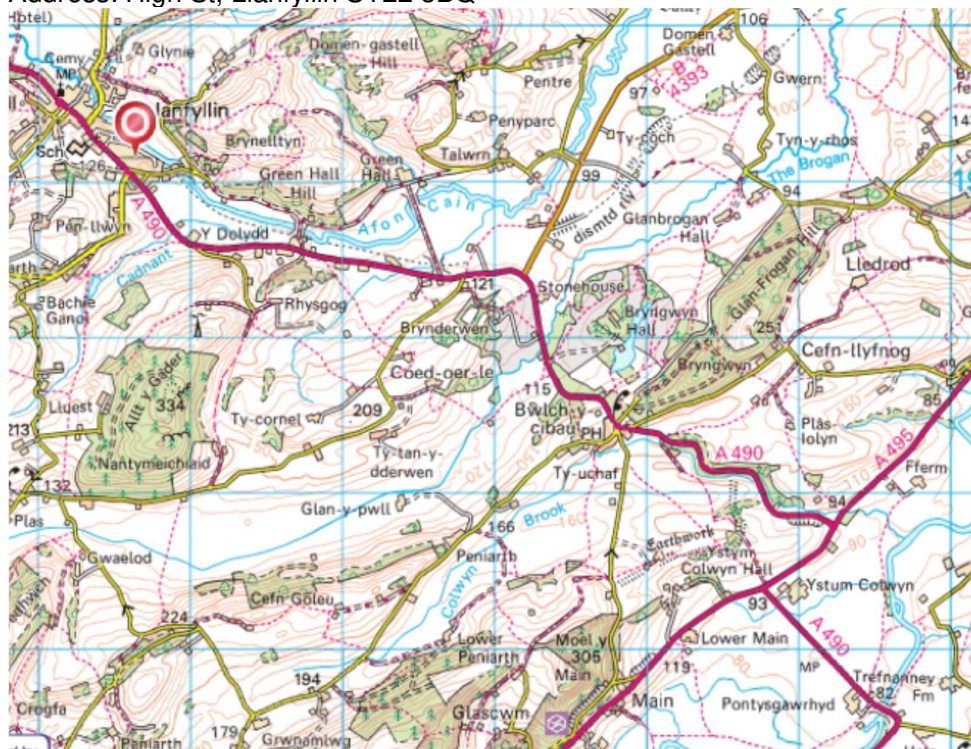 Address: High St, Llanfyllin SY22 5BQ
Hotel)
Glynie
Domen-gastell
Hill
106
Domen
Gastell
Cemy
MP
Pentre
B 4393
Gwern
97
lanfyllin
Penyparc
Ty-coch
Tyn-y-rhos
Brynelltyn
Sch
126
Talwrn
Green
Hall
Green Hall
Hill
The Brogan
99
94
A 490
Afon Cain
dismtd rly
Glanbrogan
Hall
Pen-llwyn
Y Dolydd
Glan-Frogan Hill
Lledrod
Cadnant
121
Stonehouse
Bachie
Ganol
Rhysgog
Brynderwen
Bryngwyn
Hall
251
Cefn-llyfnog
Allt y Gader
334
Coed-oer-le
Bryngwyn
115
85
Lluest
Ty-cornel
209
Bwlch-y-
cibau
PH
Plâs-
Iolyn
213
A 490
A 495
Ty-tan-y-
dderwen
Ty-uchaf
Fferm
Nantymeichiaid
132
94
Glan-y-pwll
Plas
166
Brook
Earthwork
Gwaelod
Peniarth
Ystym
Colwyn Hall
Colwyn
Cefn Goleu
93
Ystum Colwyn
224
Lower
Peniarth
Moel y
Main
305
Lower Main
A 490
119
MP
194
Trefnanney
Fm
82
Main
Pontysgawrhyd
Crogfa
Glascwm
179
Peniarth
Grwnamlwg